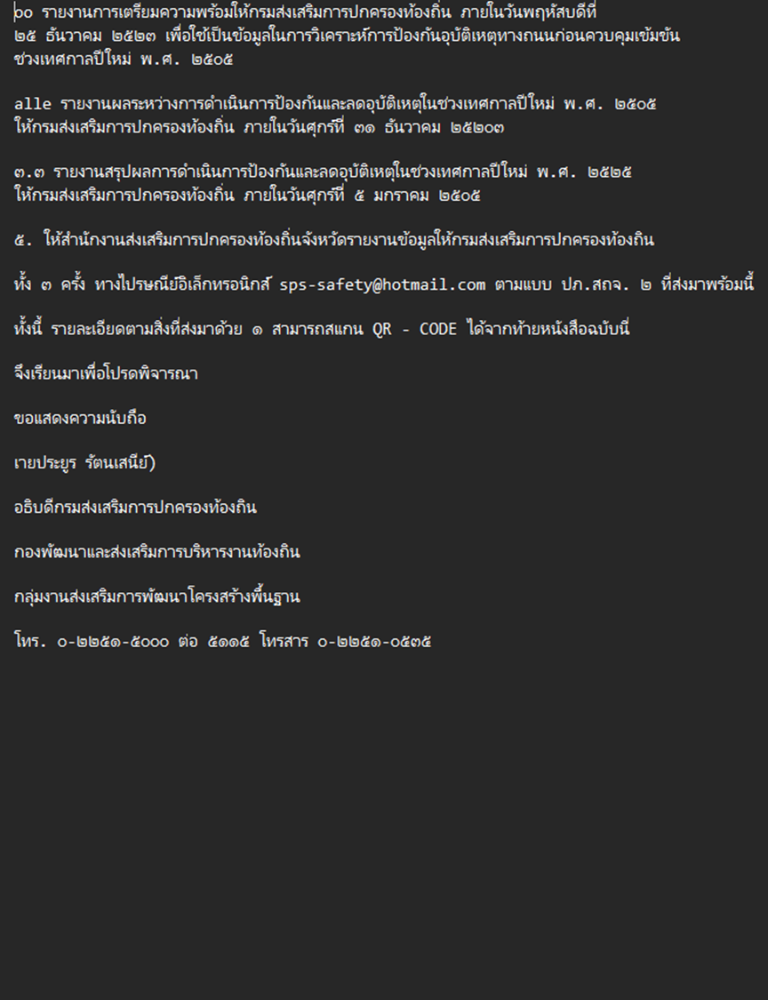 ๐๐ รายงานการเตรียมความพร้อมให้กรมส่งเสริมการปกครองท้องถิ่น ภายในวันพฤหัสบดีที่
๒๕ ธันวาคม ๒๕๒๓ เพื่อใช้เป็นข้อมูลในการวิเคราะห์การป้องกันอุบัติเหตุทางถนนก่อนควบคุมเข้มข้น
ช่วงเทศกาลปีใหม่ พ.ศ. ๒๕๐๕
alle รายงานผลระหว่างการดำเนินการป้องกันและลดอุบัติเหตุในช่วงเทศกาลปีใหม่ พ.ศ. ๒๕๐๕
ให้กรมส่งเสริมการปกครองท้องถิ่น ภายในวันศุกร์ที่ ๓๑ ธันวาคม ๒๕๒๐๓
๓.๓ รายงานสรุปผลการดำเนินการป้องกันและลดอุบัติเหตุในช่วงเทศกาลปีใหม่ พ.ศ. ๒๕๒๕
ให้กรมส่งเสริมการปกครองท้องถิ่น ภายในวันศุกร์ที่ ๕ มกราคม ๒๕๐๕
๕. ให้สำนักงานส่งเสริมการปกครองท้องถิ่นจังหวัดรายงานข้อมูลให้กรมส่งเสริมการปกครองท้องถิน
ทั้ง ๓ ครั้ง ทางไปรษณีย์อิเล็กทรอนิกส์ sps-safety@hotmail.com ตามแบบ ปภ.สถจ. ๒ ที่ส่งมาพร้อมนี้
ทั้งนี้ รายละเอียดตามสิ่งที่ส่งมาด้วย ๑ สามารถสแกน QR - CODE ได้จากท้ายหนังสือฉบับนี่
จึงเรียนมาเพื่อโปรดพิจารณา
ขอแสดงความนับถือ
เายประยูร รัตนเสนีย์)
อธิบดีกรมส่งเสริมการปกครองท้องถิน
กองพัฒนาและส่งเสริมการบริหารงานท้องถิน
กลุ่มงานส่งเสริมการพัฒนาโครงสร้างพื้นฐาน
โทร. ๐-๒๒๕๑-๕๐๐๐ ต่อ ๕๑๑๕ โทรสาร ๐-๒๒๕๑-๐๕๓๕